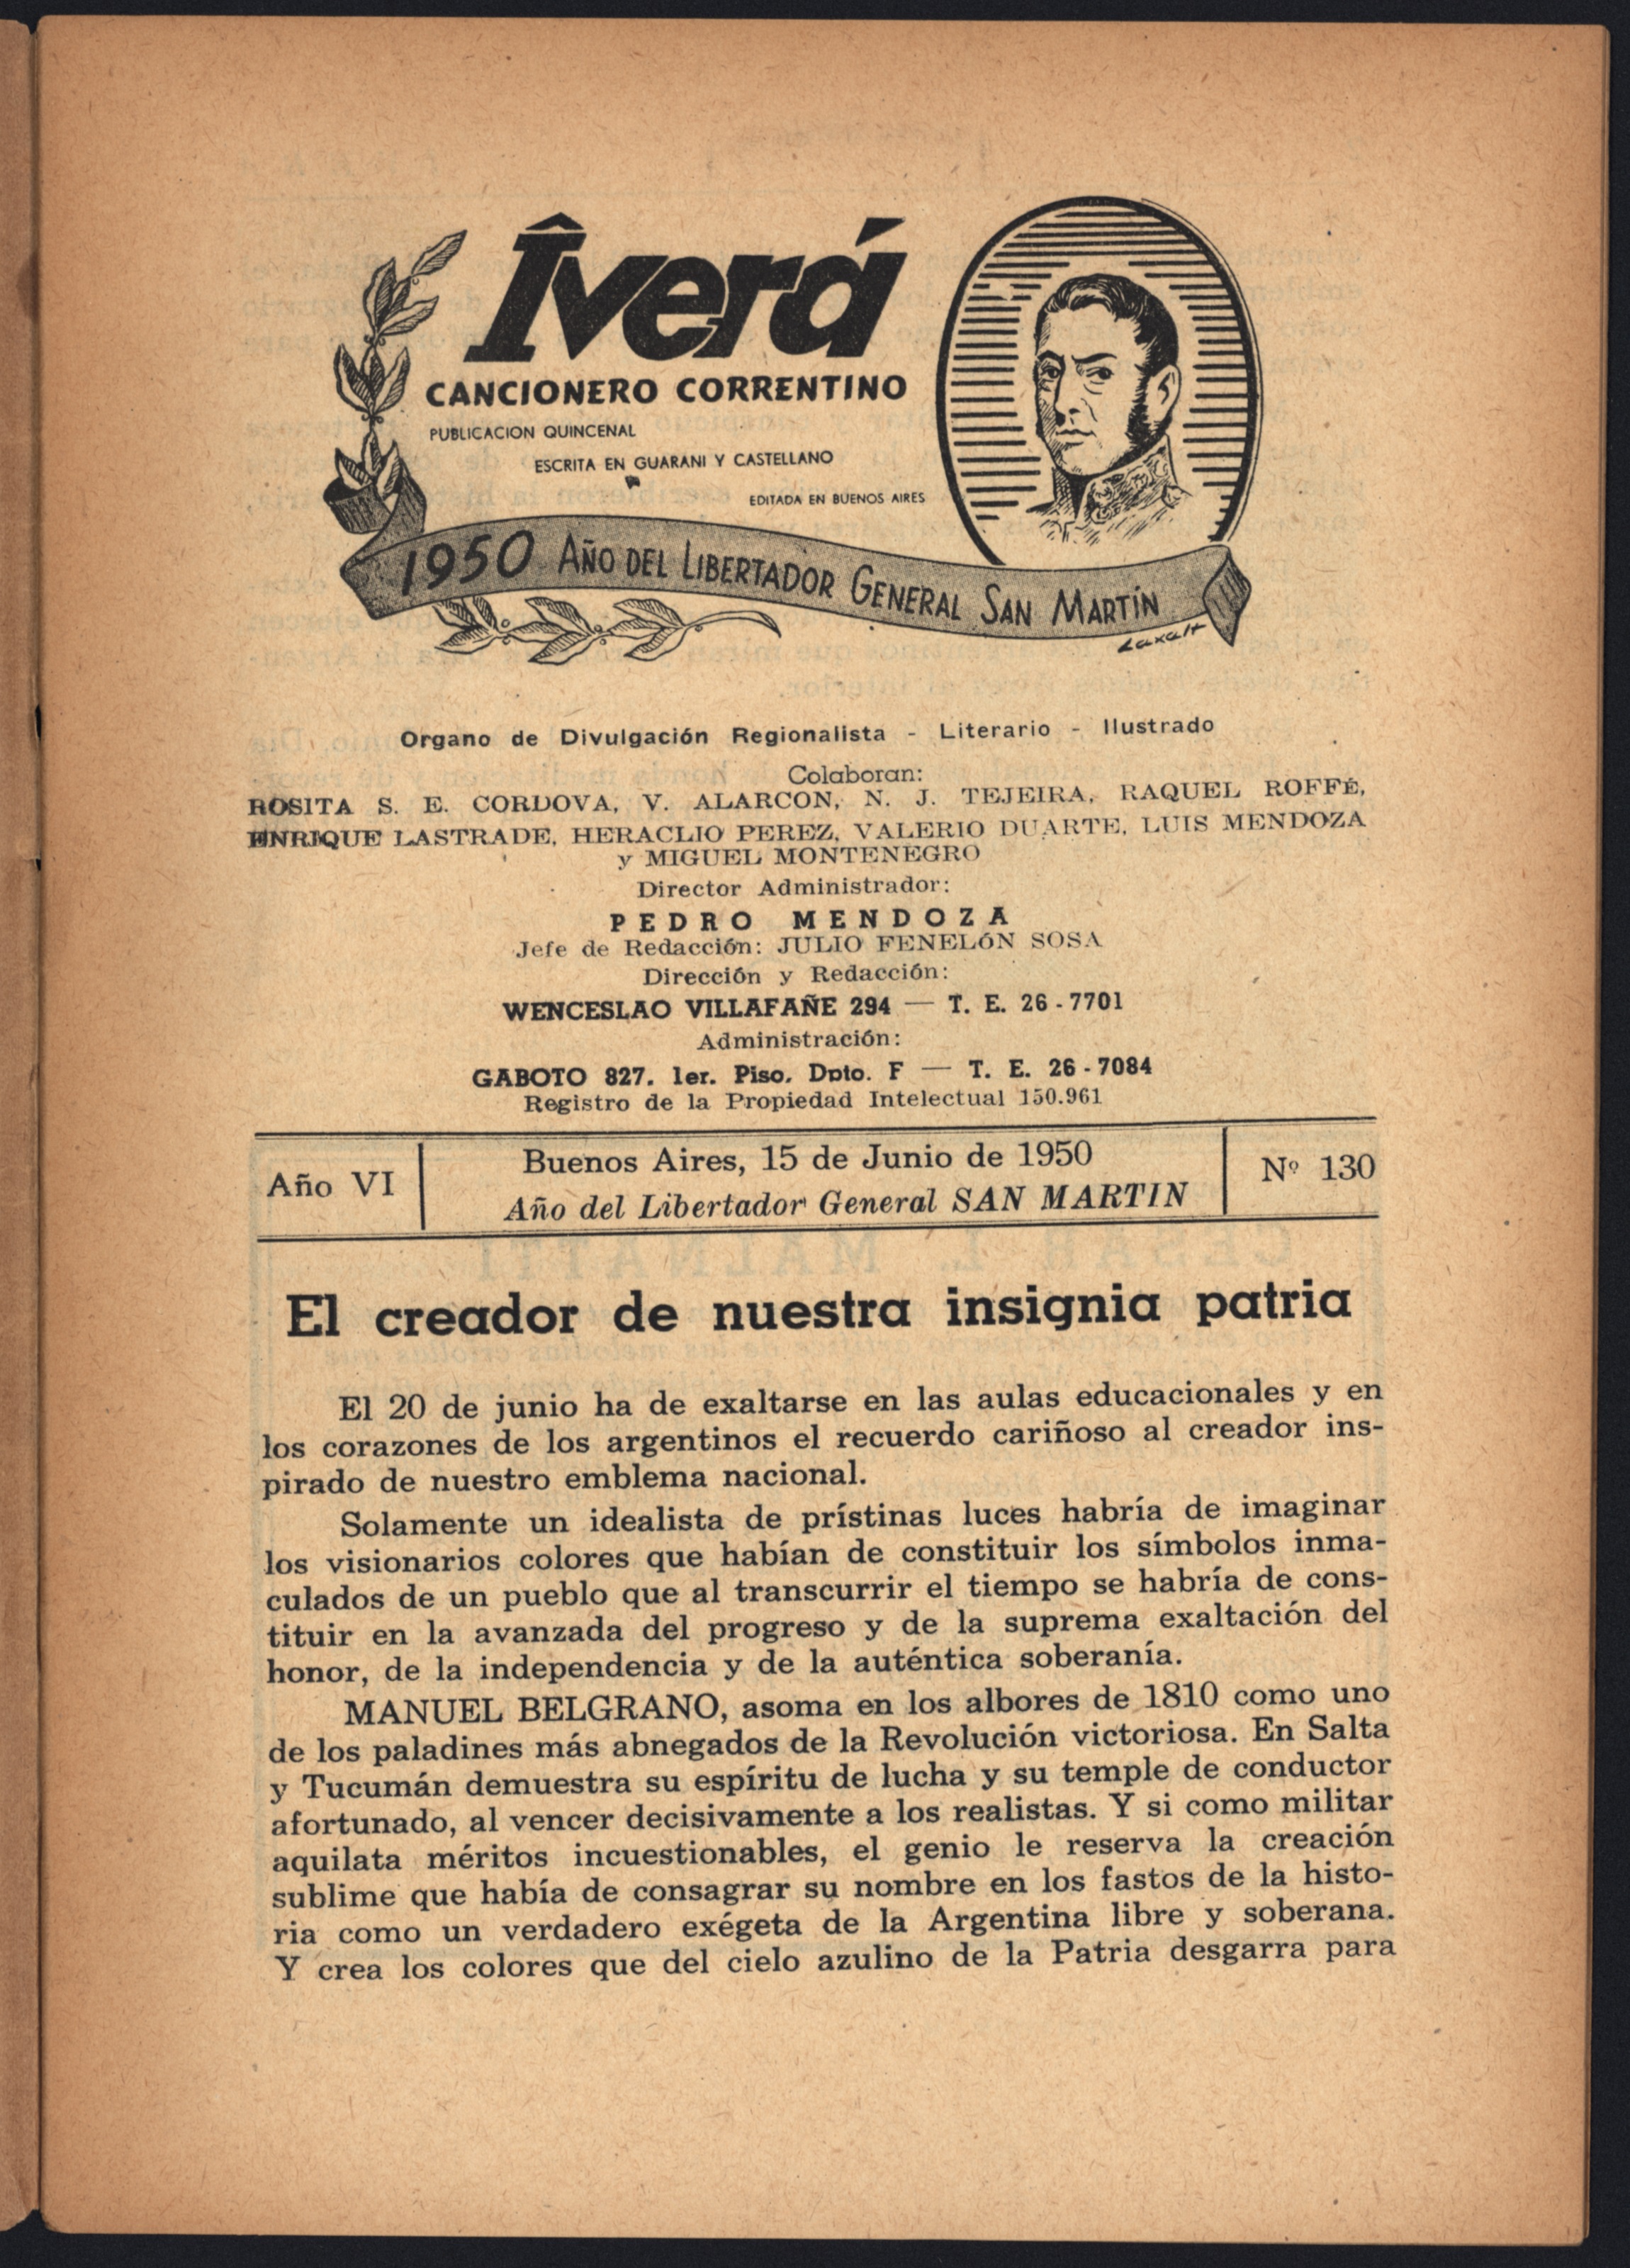 Îverá
CANCIONERO CORRENTINO
PUBLICACION QUINCENAL
ESCRITA EN GUARANI Y CASTELLANO
EDITADA EN BUENOS AIRES
1950 AÑO DEL LIBERTADOR GENERAL SAN MARTÍN
Laxalt
Organo de Divulgación Regionalista - Literario - Ilustrado
Colaboran:
ROSITA S. E. CORDOVA, V. ALARCON, N. J. TEJEIRA, RAQUEL ROFFÉ,
ENRIQUE LASTRADE, HERACLIO PEREZ, VALERIO DUARTE, LUIS MENDOZA
y MIGUEL MONTENEGRO
Director Administrador:
PEDRO MENDOZA
Jefe de Redacción: JULIO FENELÓN SOSA
Dirección y Redacción:
WENCESLAO VILLAFAÑE 294 — T. E. 26 - 7701
Administración:
GABOTO 827. 1er. Piso. Dpto. F — T. E. 26 - 7084
Registro de la Propiedad Intelectual 150.961
Año VI
Buenos Aires, 15 de Junio de 1950
Año del Libertador General SAN MARTIN
Nº 130
El creador de nuestra insignia patria
El 20 de junio ha de exaltarse en las aulas educacionales y en
los corazones de los argentinos el recuerdo cariñoso al creador ins-
pirado de nuestro emblema nacional.
Solamente un idealista de prístinas luces habría de imaginar
los visionarios colores que habían de constituir los símbolos inma-
culados de un pueblo que al transcurrir el tiempo se habría de cons-
tituir en la avanzada del progreso y de la suprema exaltación del
honor, de la independencia y de la auténtica soberanía.
MANUEL BELGRANO, asoma en los albores de 1810 como uno
de los paladines más abnegados de la Revolución victoriosa. En Salta
y Tucumán demuestra su espíritu de lucha y su temple de conductor
afortunado, al vencer decisivamente a los realistas. Y si como militar
aquilata méritos incuestionables, el genio le reserva la creación
sublime que había de consagrar su nombre en los fastos de la histo-
ria como un verdadero exégeta de la Argentina libre y soberana.
Y crea los colores que del cielo azulino de la Patria desgarra para